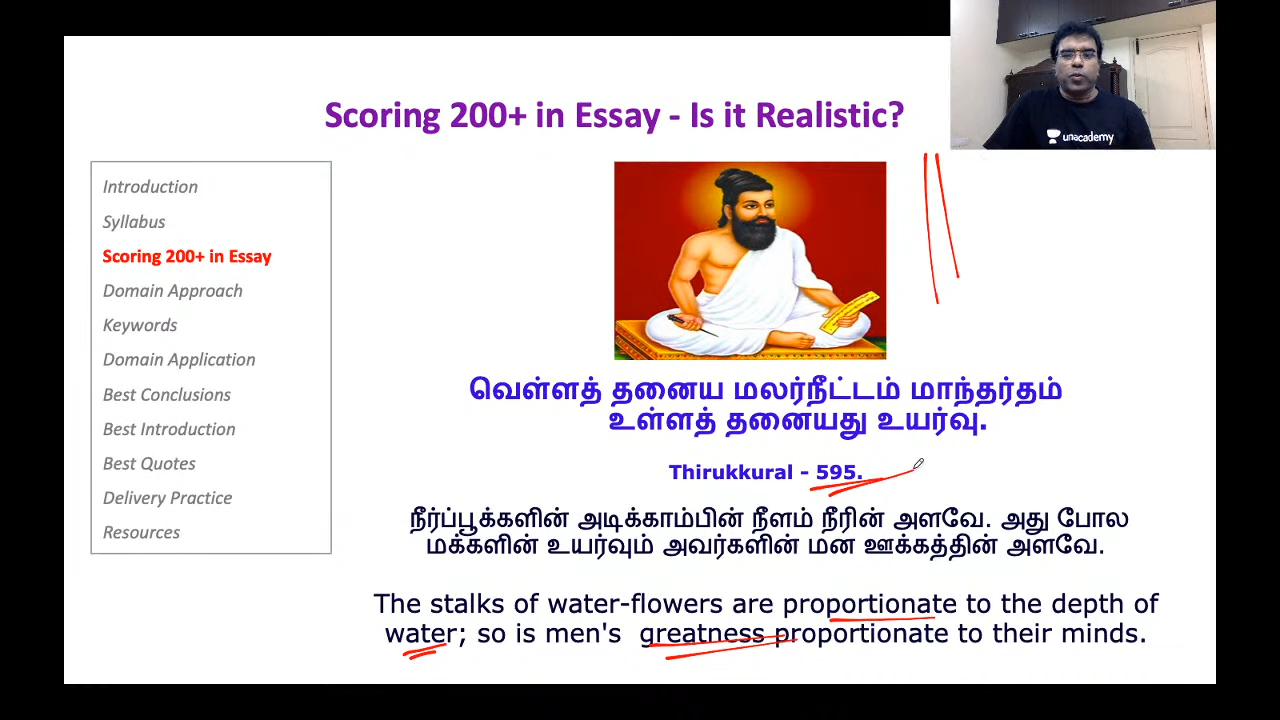 Scoring 200+ in Essay - Is it Realistic?
unacademy
Introduction
Syllabus
Scoring 200+ in Essay
Domain Approach
Keywords
Domain Application
Best Conclusions
Best Introduction
Best Quotes
Delivery Practice
Resources
வெள்ளத் தனைய மலர்நீட்டம் மாந்தர்தம்
உள்ளத் தனையது உயர்வு.
Thirukkural - 595.
நீர்ப்பூக்களின் அடிக்காம்பின் நீளம் நீரின் அளவே. அது போல
மக்களின் உயர்வும் அவர்களின் மன ஊக்கத்தின் அளவே.
The stalks of water-flowers are proportionate to the depth of
water; so is men's greatness proportionate to their minds.